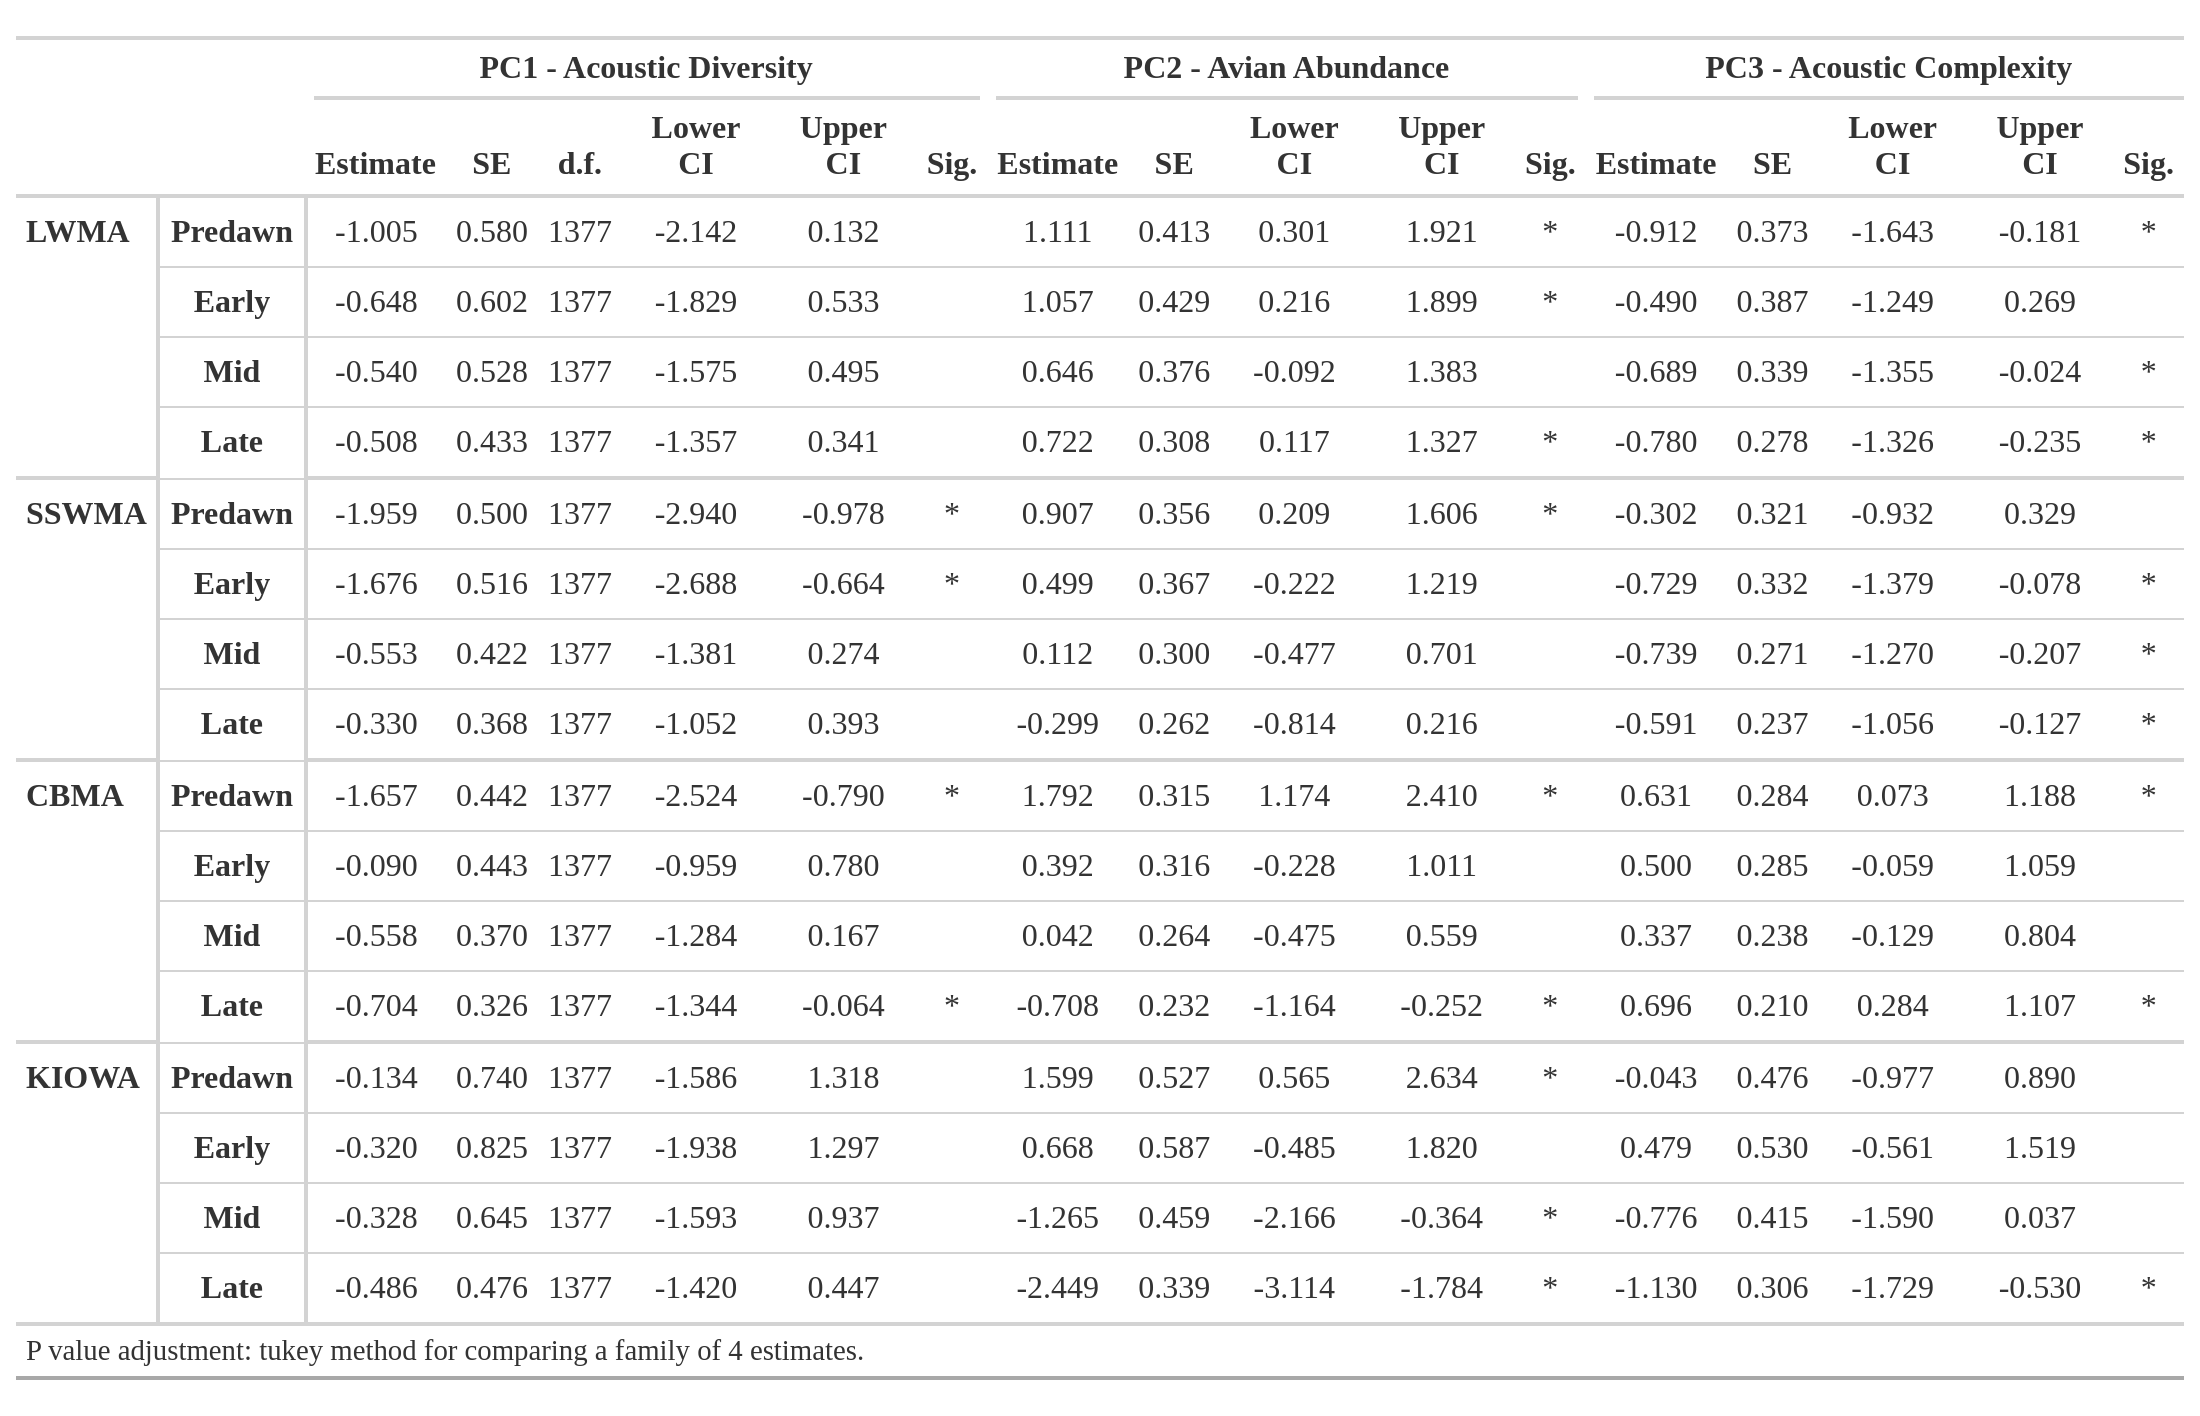 PC1 - Acoustic Diversity PC2 - Avian Abundance PC3 - Acoustic Complexity
Lower Upper Lower Upper Lower Upper
Estimate SE d.f. CI CI Sig. Estimate SE CI CI Sig. Estimate SE CI CI Sig.
LWMA Predawn -1.005 0.580 1377 -2.142 0.132 1.111 0.413 0.301 1.921 * -0.912 0.373 -1.643 -0.181 *
Early -0.648 0.602 1377 -1.829 0.533 1.057 0.429 0.216 1.899 * -0.490 0.387 -1.249 0.269
Mid -0.540 0.528 1377 -1.575 0.495 0.646 0.376 -0.092 1.383 -0.689 0.339 -1.355 -0.024 *
Late -0.508 0.433 1377 -1.357 0.341 0.722 0.308 0.117 1.327 * -0.780 0.278 -1.326 -0.235 *
SSWMA Predawn -1.959 0.500 1377 -2.940 -0.978 * 0.907 0.356 0.209 1.606 * -0.302 0.321 -0.932 0.329
Early -1.676 0.516 1377 -2.688 -0.664 * 0.499 0.367 -0.222 1.219 -0.729 0.332 -1.379 -0.078 *
Mid -0.553 0.422 1377 -1.381 0.274 0.112 0.300 -0.477 0.701 -0.739 0.271 -1.270 -0.207 *
Late -0.330 0.368 1377 -1.052 0.393 -0.299 0.262 -0.814 0.216 -0.591 0.237 -1.056 -0.127 *
CBMA Predawn -1.657 0.442 1377 -2.524 -0.790 * 1.792 0.315 1.174 2.410 * 0.631 0.284 0.073 1.188 *
Early -0.090 0.443 1377 -0.959 0.780 0.392 0.316 -0.228 1.011 0.500 0.285 -0.059 1.059
Mid -0.558 0.370 1377 -1.284 0.167 0.042 0.264 -0.475 0.559 0.337 0.238 -0.129 0.804
Late -0.704 0.326 1377 -1.344 -0.064 * -0.708 0.232 -1.164 -0.252 * 0.696 0.210 0.284 1.107 *
KIOWA Predawn -0.134 0.740 1377 -1.586 1.318 1.599 0.527 0.565 2.634 * -0.043 0.476 -0.977 0.890
Early -0.320 0.825 1377 -1.938 1.297 0.668 0.587 -0.485 1.820 0.479 0.530 -0.561 1.519
Mid -0.328 0.645 1377 -1.593 0.937 -1.265 0.459 -2.166 -0.364 * -0.776 0.415 -1.590 0.037
Late -0.486 0.476 1377 -1.420 0.447 -2.449 0.339 -3.114 -1.784 * -1.130 0.306 -1.729 -0.530 *
P value adjustment: tukey method for comparing a family of 4 estimates.